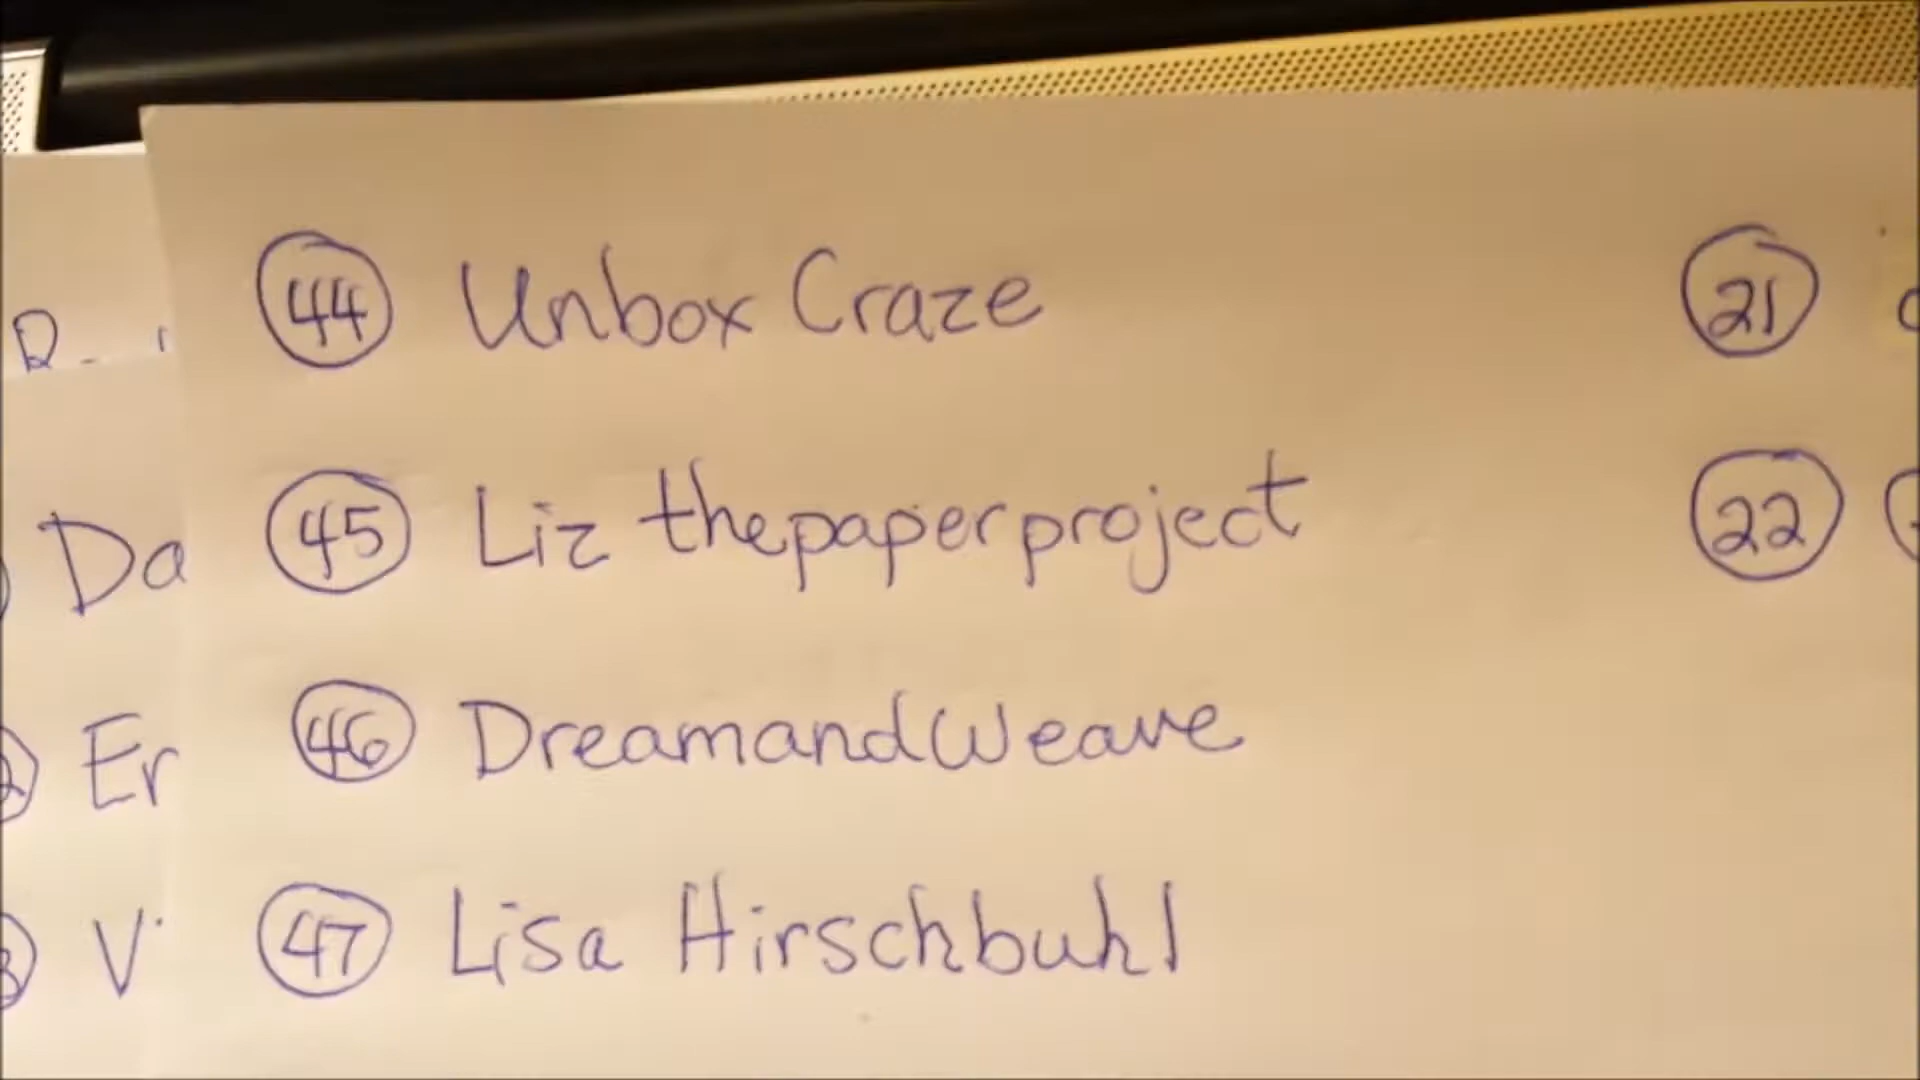 44 Unbox Craze
45 Liz thepaperproject
46 DreamandWeave
47 Lisa Hirschbuhl
21
22
Da
Er
V